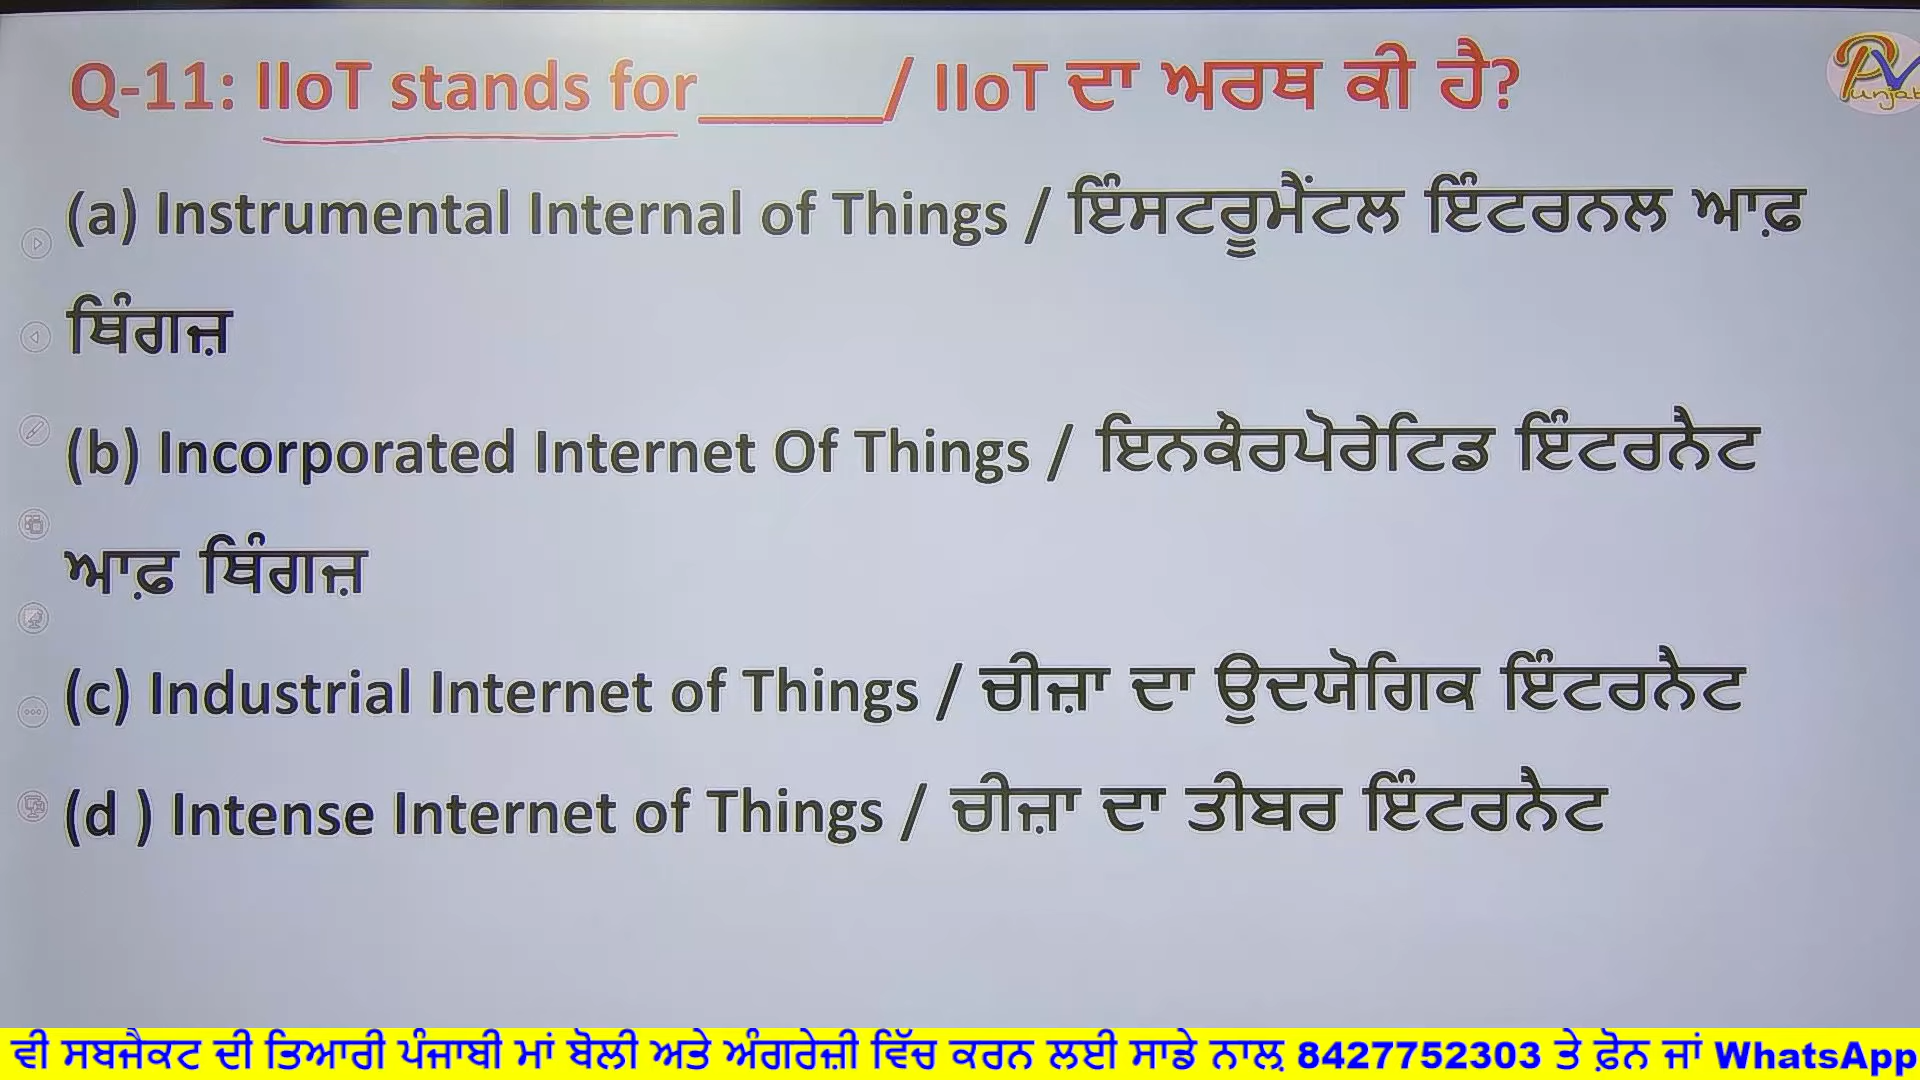 Q-11: IIoT stands for_____/ IIoT ਦਾ ਅਰਥ ਕੀ ਹੈ?
(a) Instrumental Internal of Things / ਇੰਸਟਰੂਮੈਂਟਲ ਇੰਟਰਨਲ ਆਫ਼
ਥਿੰਗਜ਼
(b) Incorporated Internet Of Things / ਇਨਕੋਰਪੋਰੇਟਿਡ ਇੰਟਰਨੈਟ
ਆਫ਼ ਥਿੰਗਜ਼
(c) Industrial Internet of Things / ਚੀਜ਼ਾ ਦਾ ਉਦਯੋਗਿਕ ਇੰਟਰਨੈਟ
(d ) Intense Internet of Things / ਚੀਜ਼ਾ ਦਾ ਤੀਬਰ ਇੰਟਰਨੈਟ
ਵੀ ਸਬਜੈਕਟ ਦੀ ਤਿਆਰੀ ਪੰਜਾਬੀ ਮਾਂ ਬੋਲੀ ਅਤੇ ਅੰਗਰੇਜ਼ੀ ਵਿੱਚ ਕਰਨ ਲਈ ਸਾਡੇ ਨਾਲ਼ 8427752303 ਤੇ ਫ਼ੋਨ ਜਾਂ WhatsApp